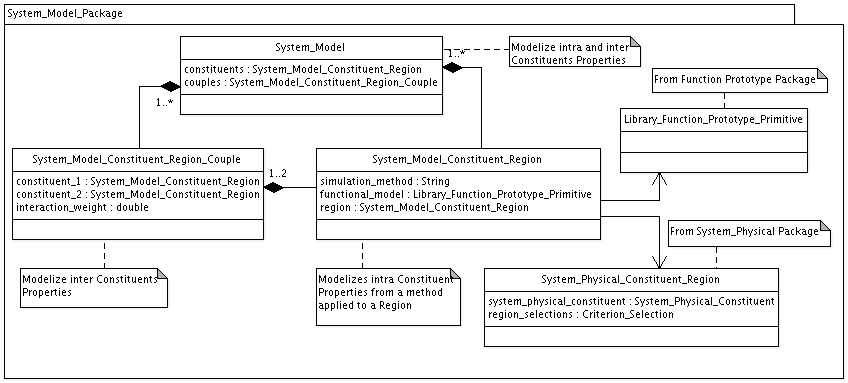 System_Model_Package
System_Model
constituents : System_Model_Constituent_Region
couples : System_Model_Constituent_Region_Couple
1..*
1..*
Modelize intra and inter
Constituents Properties
From Function Prototype Package
Library_Function_Prototype_Primitive
System_Model_Constituent_Region_Couple
constituent_1 : System_Model_Constituent_Region
constituent_2 : System_Model_Constituent_Region
interaction_weight : double
1..2
System_Model_Constituent_Region
simulation_method : String
functional_model : Library_Function_Prototype_Primitive
region : System_Model_Constituent_Region
From System_Physical Package
Modelize inter Constituents
Properties
Modelizes intra Constituent
Properties from a method
applied to a Region
System_Physical_Constituent_Region
system_physical_constituent : System_Physical_Constituent
region_selections : Criterion_Selection